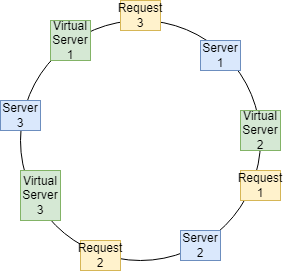 Request
3
Virtual
Server
1
Server
1
Server
3
Virtual
Server
2
Virtual
Server
3
Request
1
Request
2
Server
2